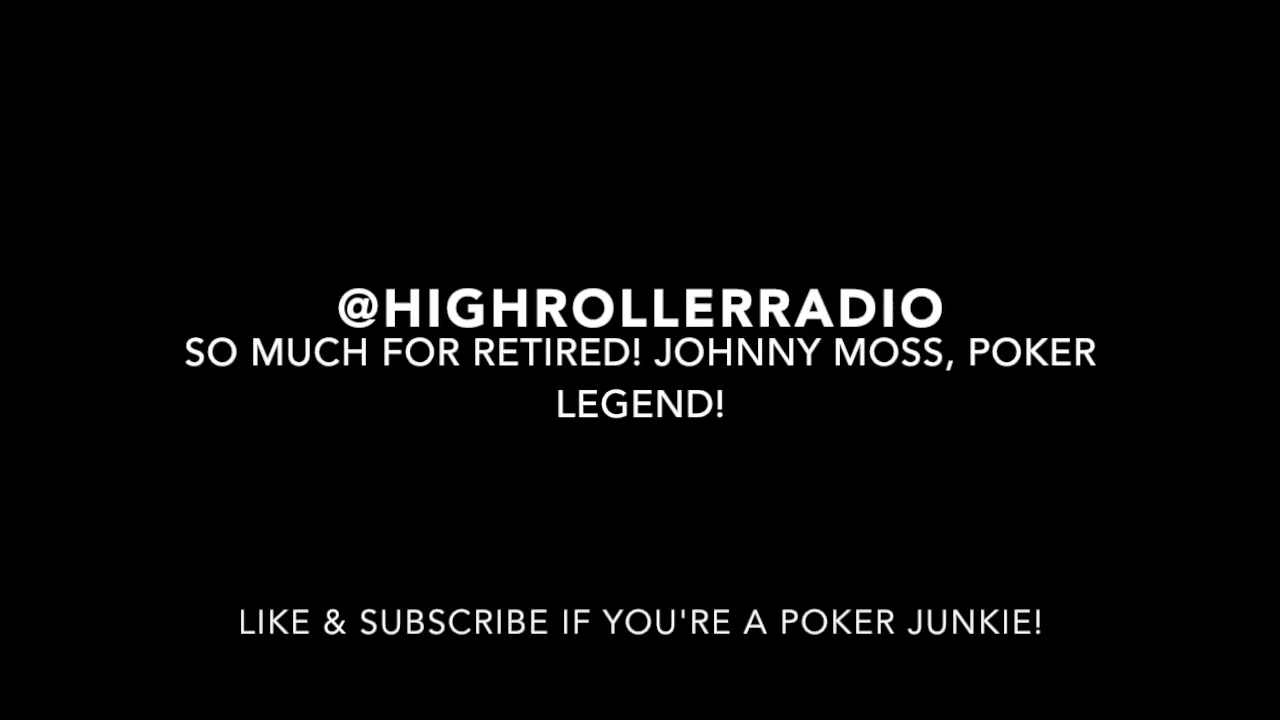 @HIGHROLLERRADIO
SO MUCH FOR RETIRED! JOHNNY MOSS, POKER
LEGEND!
LIKE & SUBSCRIBE IF YOU'RE A POKER JUNKIE!